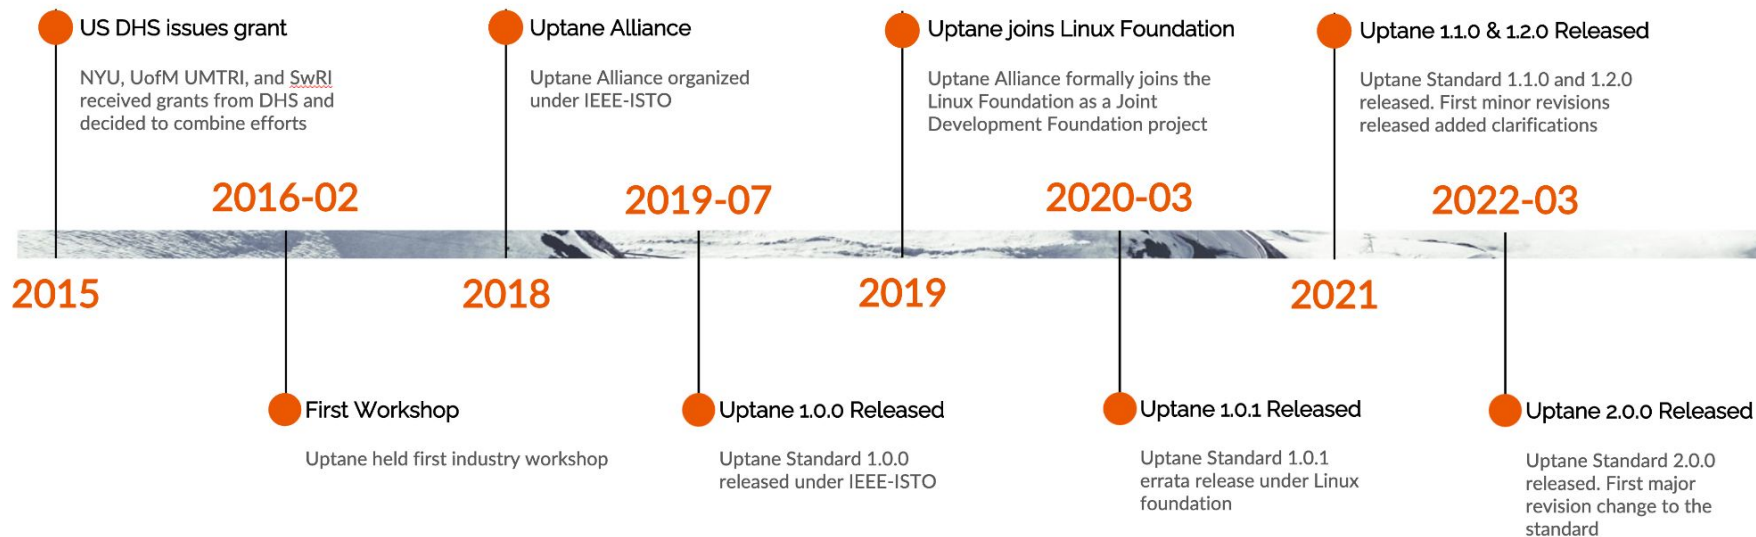 US DHS issues grant
NYU, UofM UMTRI, and SwRI
received grants from DHS and
decided to combine efforts
2015
2016-02
First Workshop
Uptane held first industry workshop
Uptane Alliance
Uptane Alliance organized
under IEEE-ISTO
2018
2019-07
Uptane 1.0.0 Released
Uptane Standard 1.0.0
released under IEEE-ISTO
Uptane joins Linux Foundation
Uptane Alliance formally joins the
Linux Foundation as a Joint
Development Foundation project
2019
2020-03
Uptane 1.0.1 Released
Uptane Standard 1.0.1
errata release under Linux
foundation
Uptane 1.1.0 & 1.2.0 Released
Uptane Standard 1.1.0 and 1.2.0
released. First minor revisions
released added clarifications
2021
2022-03
Uptane 2.0.0 Released
Uptane Standard 2.0.0
released. First major
revision change to the
standard